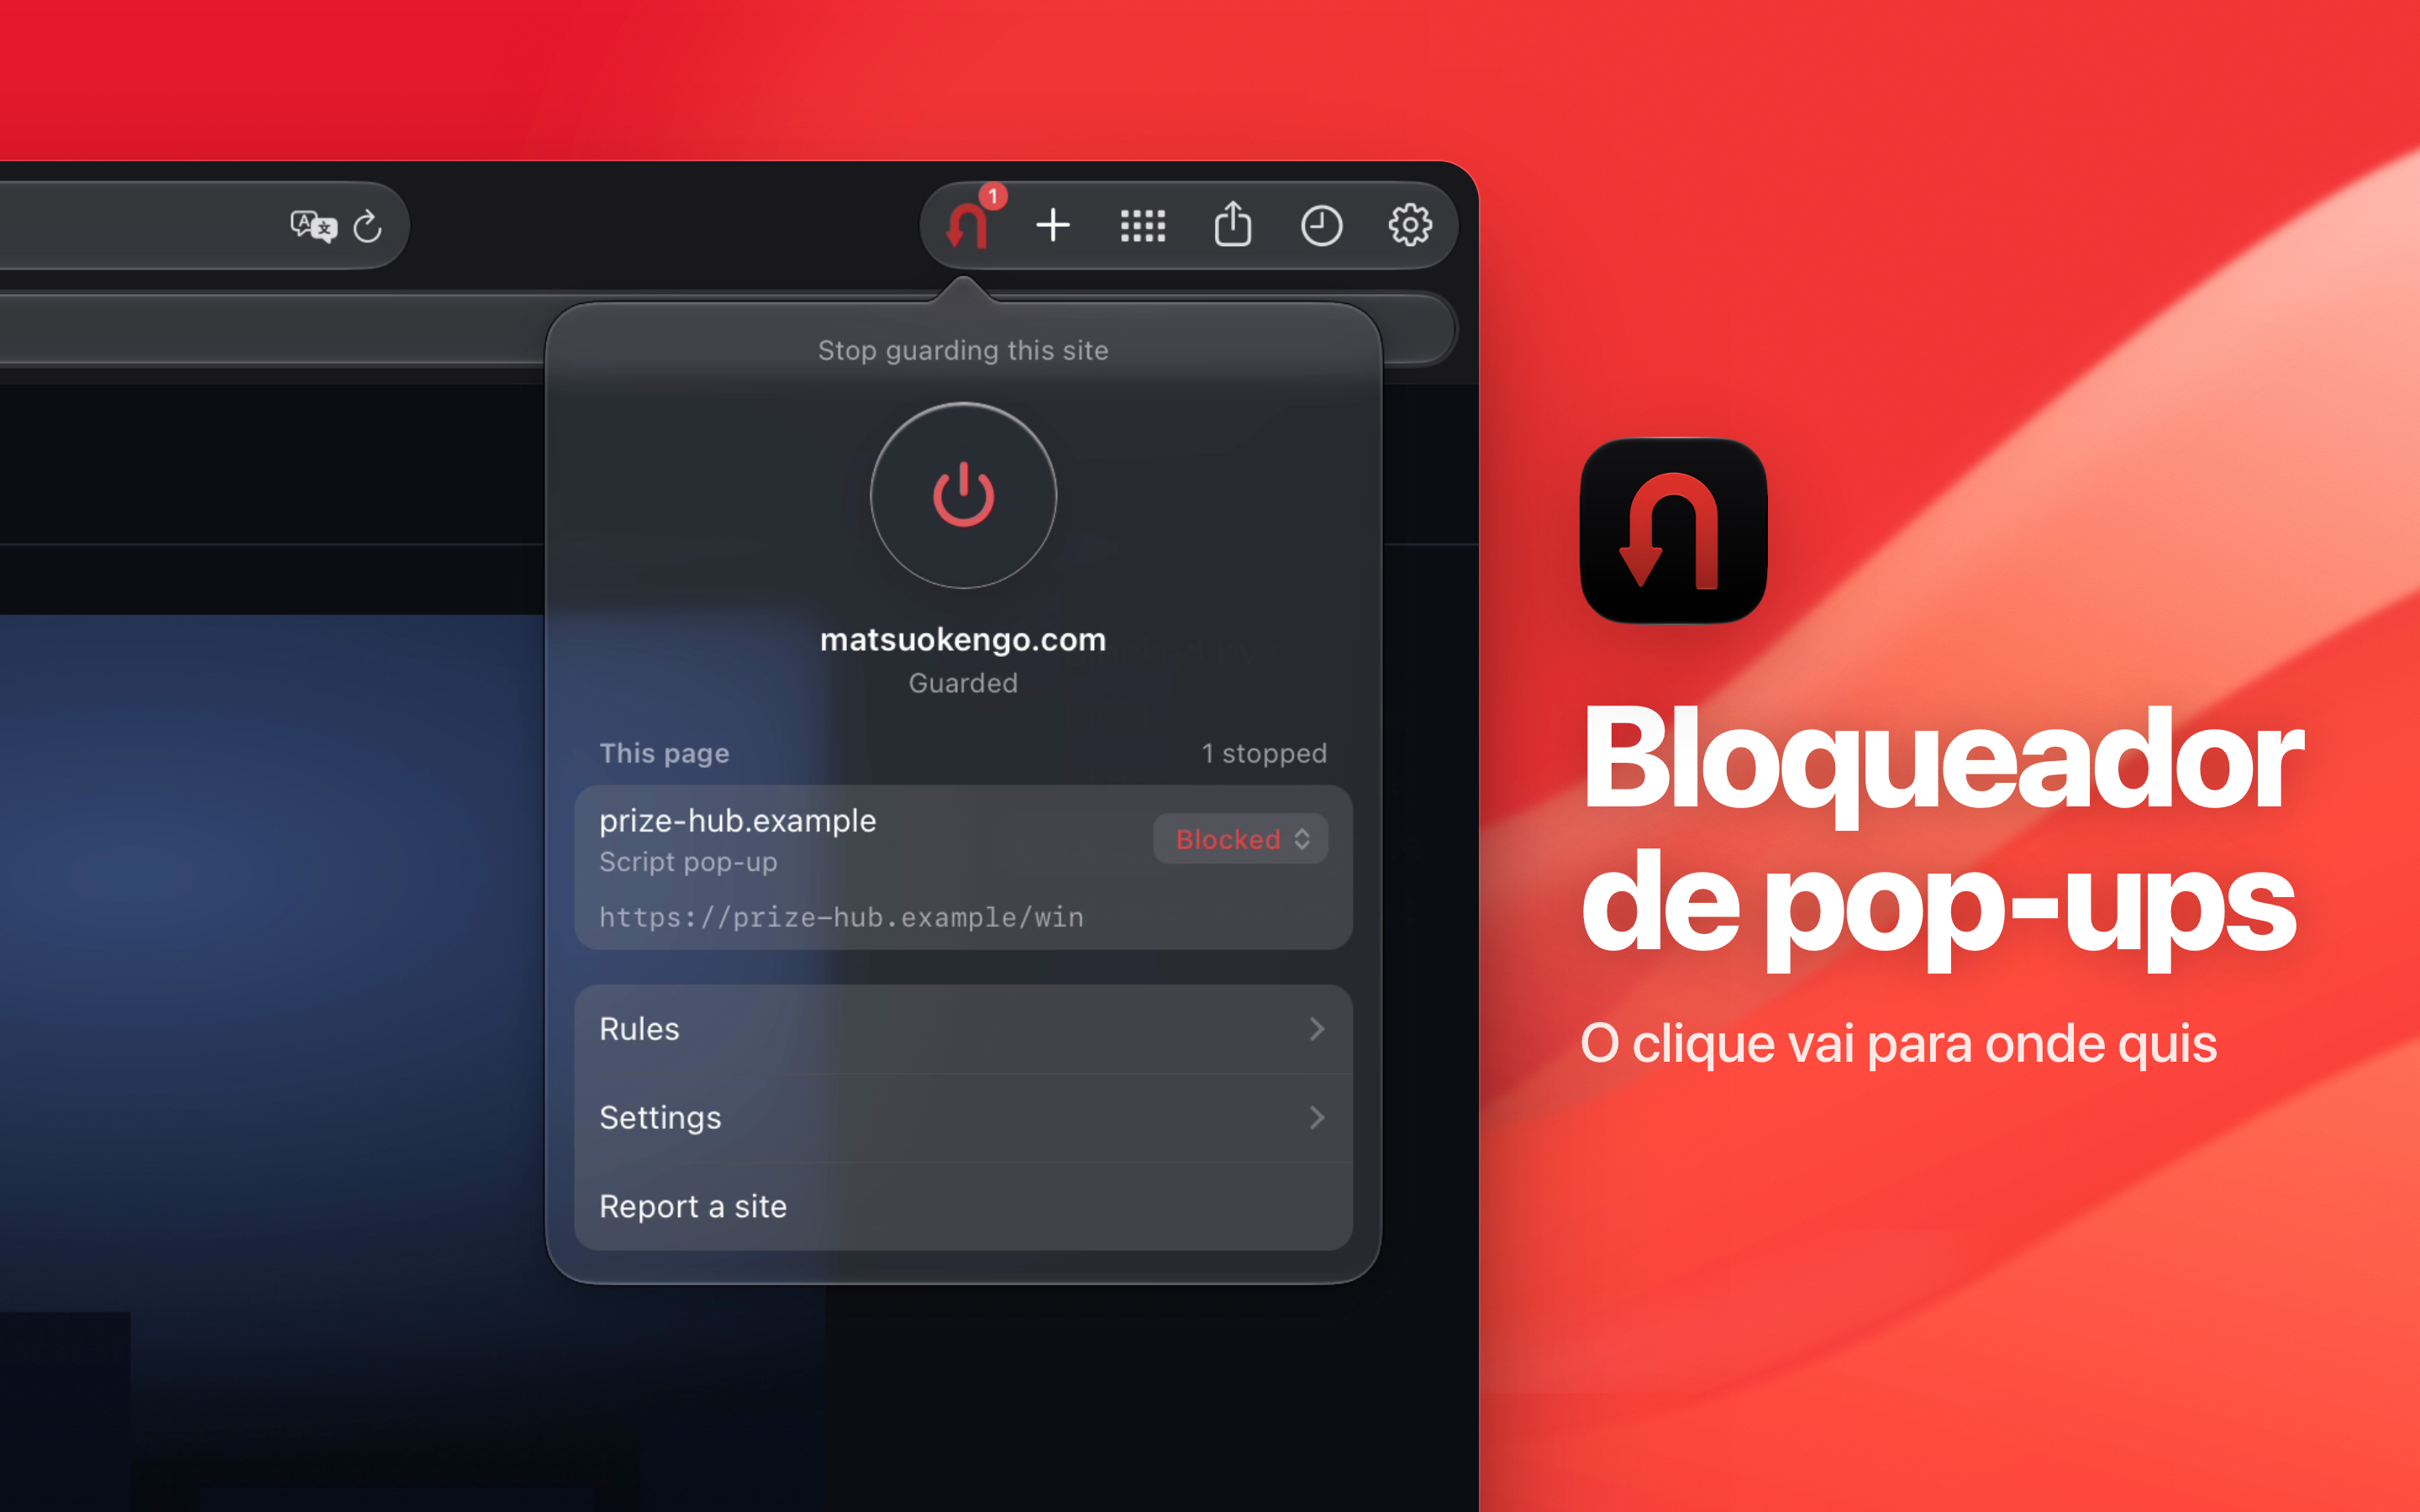 1
Stop guarding this site
matsuokengo.com
Guarded
This page
1 stopped
prize-hub.example
Script pop-up
Blocked
https://prize-hub.example/win
Rules
Settings
Report a site
Bloqueador
de pop-ups
O clique vai para onde quis